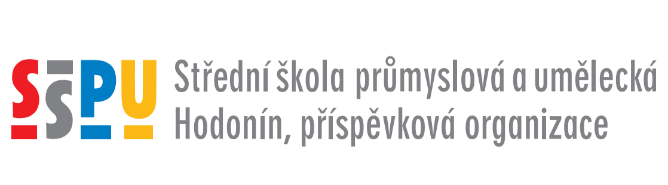 SŠPU
Střední škola průmyslová a umělecká
Hodonín, příspěvková organizace